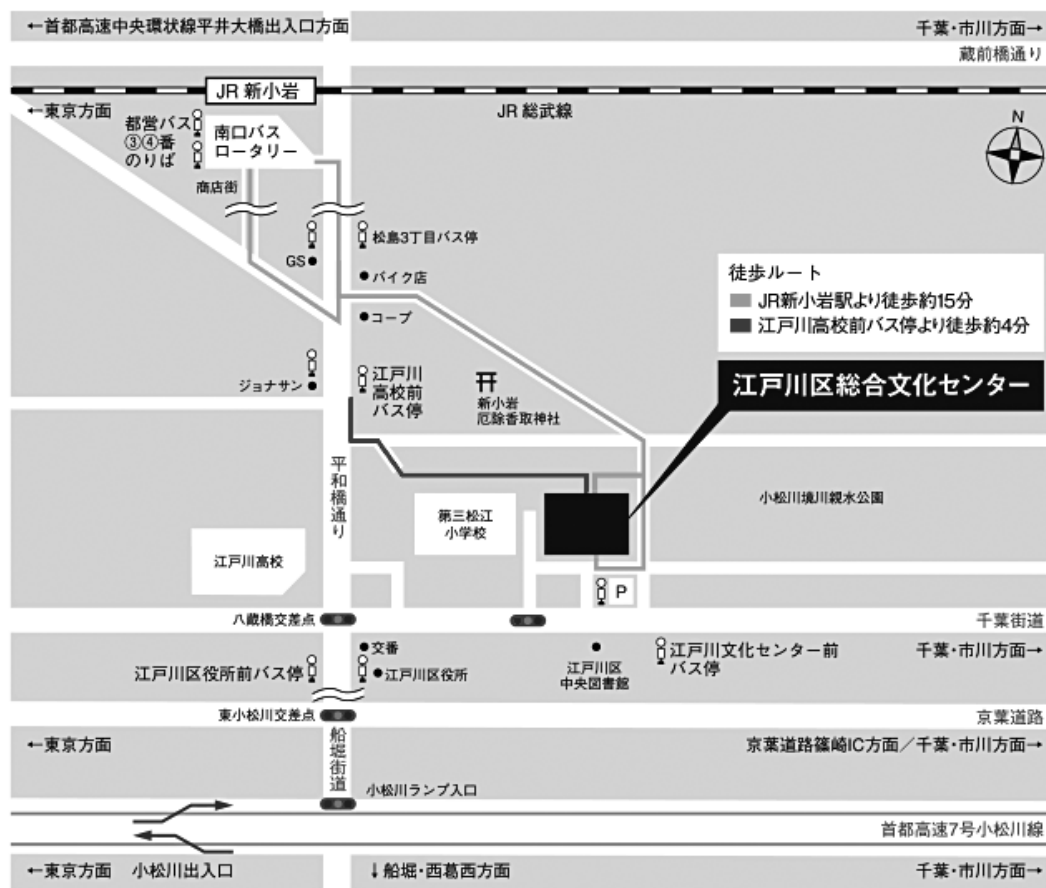 ←首都高速中央環状線平井大橋出入口方面
千葉・市川方面→
蔵前橋通り
JR 新小岩
←東京方面
JR 総武線
N
都営バス
③④番
のりば
南口バス
ロータリー
商店街
松島3丁目バス停
GS
バイク店
コープ
徒歩ルート
JR新小岩駅より徒歩約15分
江戸川高校前バス停より徒歩約4分
江戸川区総合文化センター
ジョナサン
江戸川
高校前
バス停
新小岩
厄除香取神社
平和橋通り
小松川境川親水公園
第三松江
小学校
江戸川高校
P
八蔵橋交差点
千葉街道
交番
江戸川区役所前バス停
江戸川区役所
江戸川区
中央図書館
江戸川文化センター前
バス停
千葉・市川方面→
東小松川交差点
京葉道路
船堀街道
←東京方面
京葉道路篠崎IC方面／千葉・市川方面→
小松川ランプ入口
首都高速7号小松川線
←東京方面
小松川出入口
↓船堀・西葛西方面
千葉・市川方面→